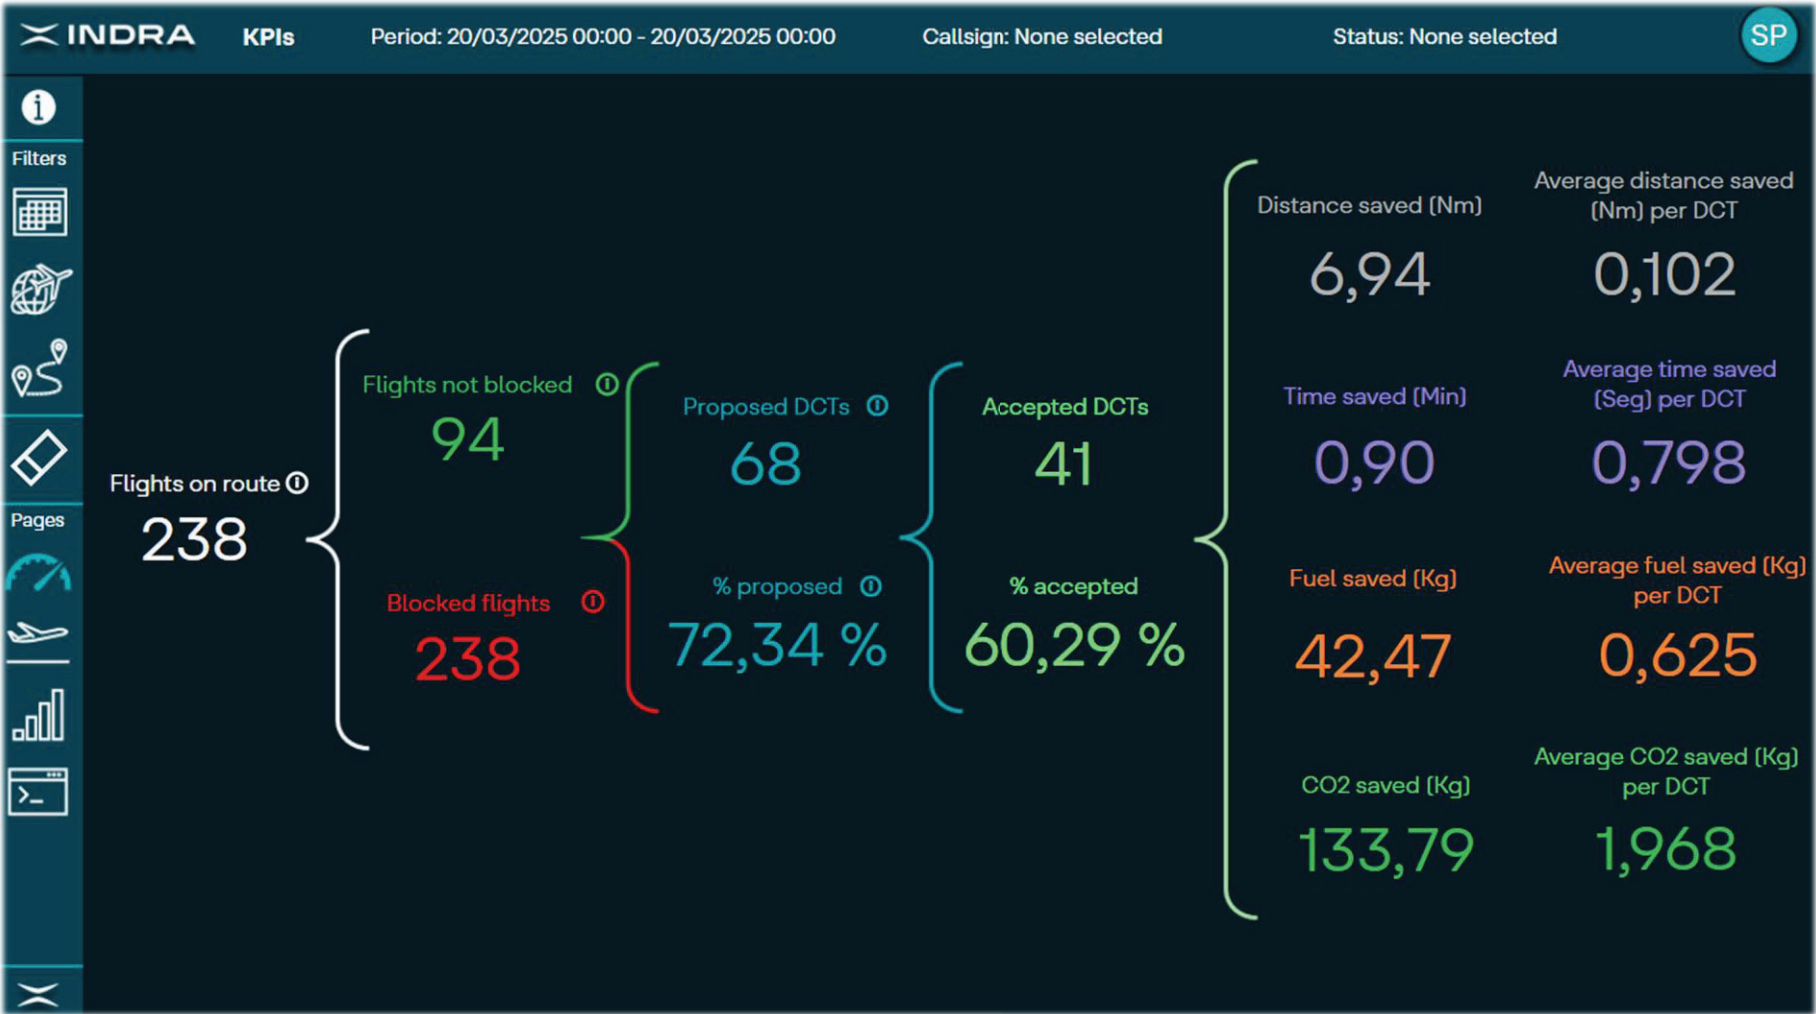 INDRA
KPIs
Period: 20/03/2025 00:00 - 20/03/2025 00:00
Callsign: None selected
Status: None selected
SP
Filters
Pages
Flights on route
238
Flights not blocked
94
Blocked flights
238
Proposed DCTs
68
% proposed
72,34 %
Accepted DCTs
41
% accepted
60,29 %
Distance saved (Nm)
6,94
Average distance saved
(Nm) per DCT
0,102
Time saved (Min)
0,90
Average time saved
(Seg) per DCT
0,798
Fuel saved (Kg)
42,47
Average fuel saved (Kg)
per DCT
0,625
CO2 saved (Kg)
133,79
Average CO2 saved (Kg)
per DCT
1,968